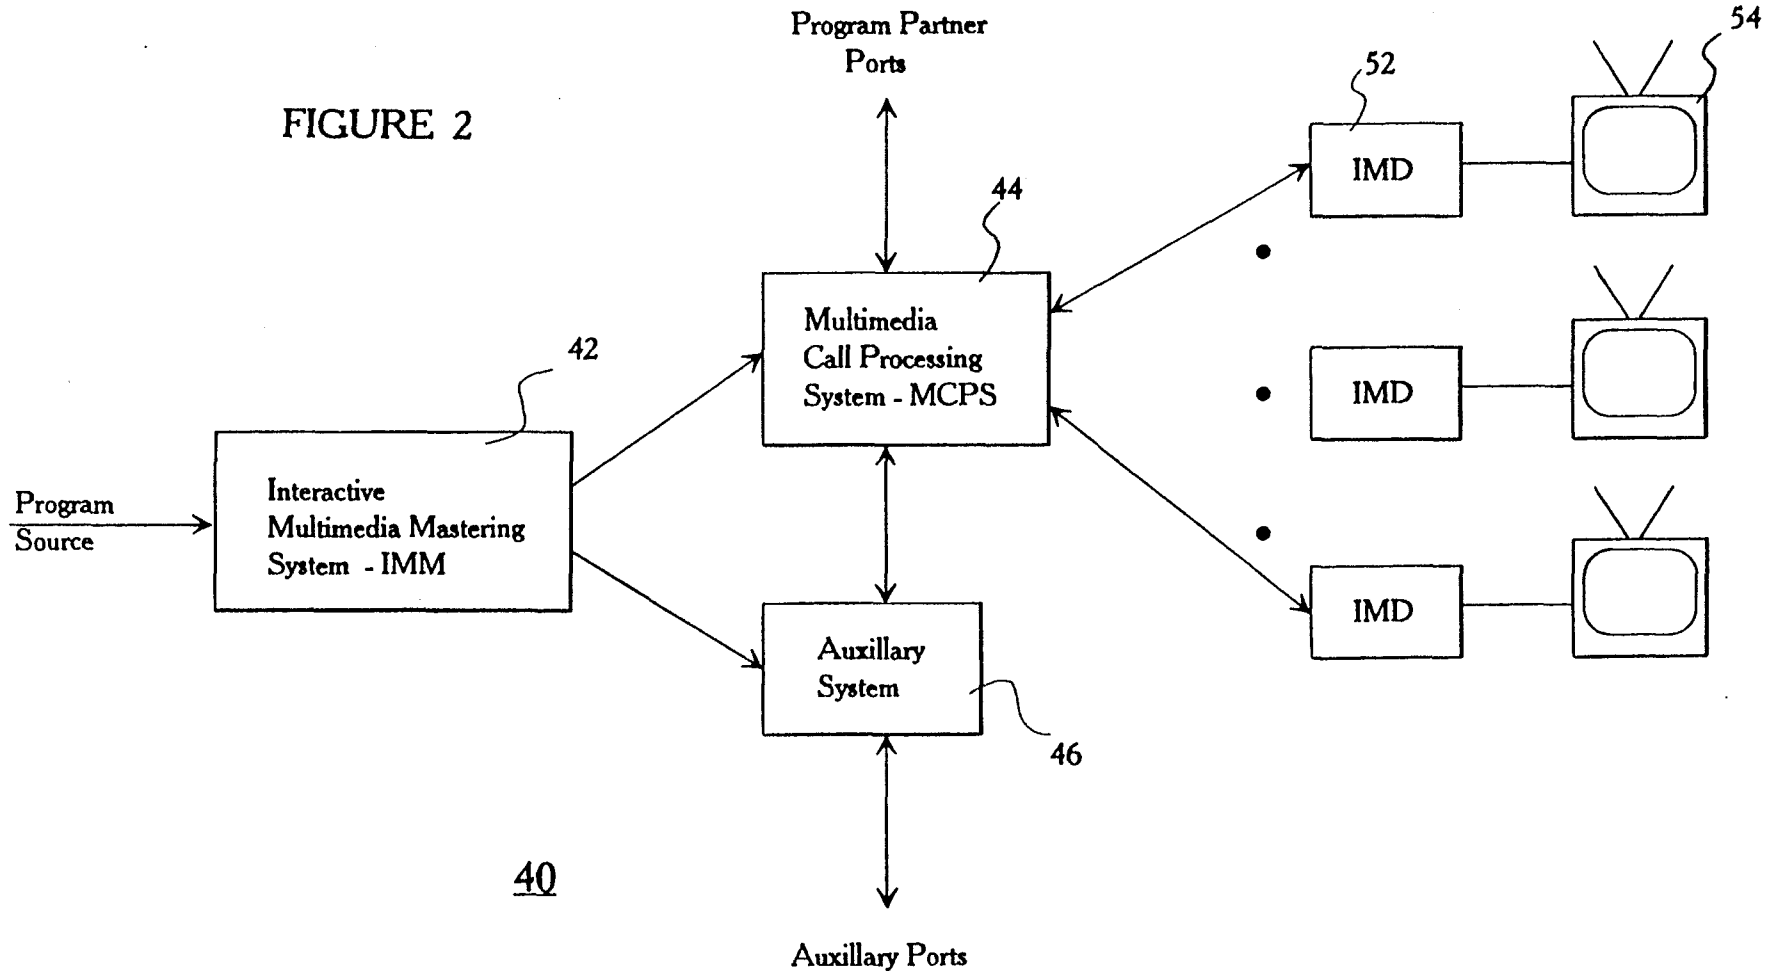 Program Partner
Ports
54
52
FIGURE 2
IMD
44
Multimedia
Call Processing
System - MCPS
42
IMD
Interactive
Multimedia Mastering
System - IMM
Program
Source
IMD
Auxillary
System
46
40
Auxillary Ports